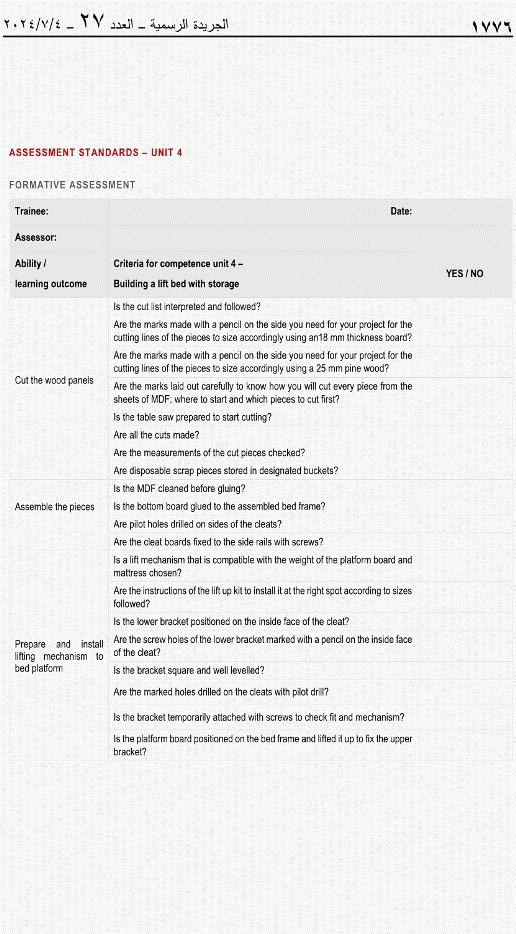 ١٧٧٦ الجريدة الرسمية – العدد ٢٧ – ٢٠٢٤/٧/٤
ASSESSMENT STANDARDS – UNIT 4
FORMATIVE ASSESSMENT
Trainee: Date:
Assessor:
Ability /
learning outcome
Criteria for competence unit 4 –
Building a lift bed with storage
YES / NO
Cut the wood panels
Is the cut list interpreted and followed?
Are the marks made with a pencil on the side you need for your project for the
cutting lines of the pieces to size accordingly using an18 mm thickness board?
Are the marks made with a pencil on the side you need for your project for the
cutting lines of the pieces to size accordingly using a 25 mm pine wood?
Are the marks laid out carefully to know how you will cut every piece from the
sheets of MDF: where to start and which pieces to cut first?
Is the table saw prepared to start cutting?
Are all the cuts made?
Are the measurements of the cut pieces checked?
Are disposable scrap pieces stored in designated buckets?
Assemble the pieces
Is the MDF cleaned before gluing?
Is the bottom board glued to the assembled bed frame?
Are pilot holes drilled on sides of the cleats?
Are the cleat boards fixed to the side rails with screws?
Prepare and install
lifting mechanism to
bed platform
Is a lift mechanism that is compatible with the weight of the platform board and
mattress chosen?
Are the instructions of the lift up kit to install it at the right spot according to sizes
followed?
Is the lower bracket positioned on the inside face of the cleat?
Are the screw holes of the lower bracket marked with a pencil on the inside face
of the cleat?
Is the bracket square and well levelled?
Are the marked holes drilled on the cleats with pilot drill?
Is the bracket temporarily attached with screws to check fit and mechanism?
Is the platform board positioned on the bed frame and lifted it up to fix the upper
bracket?